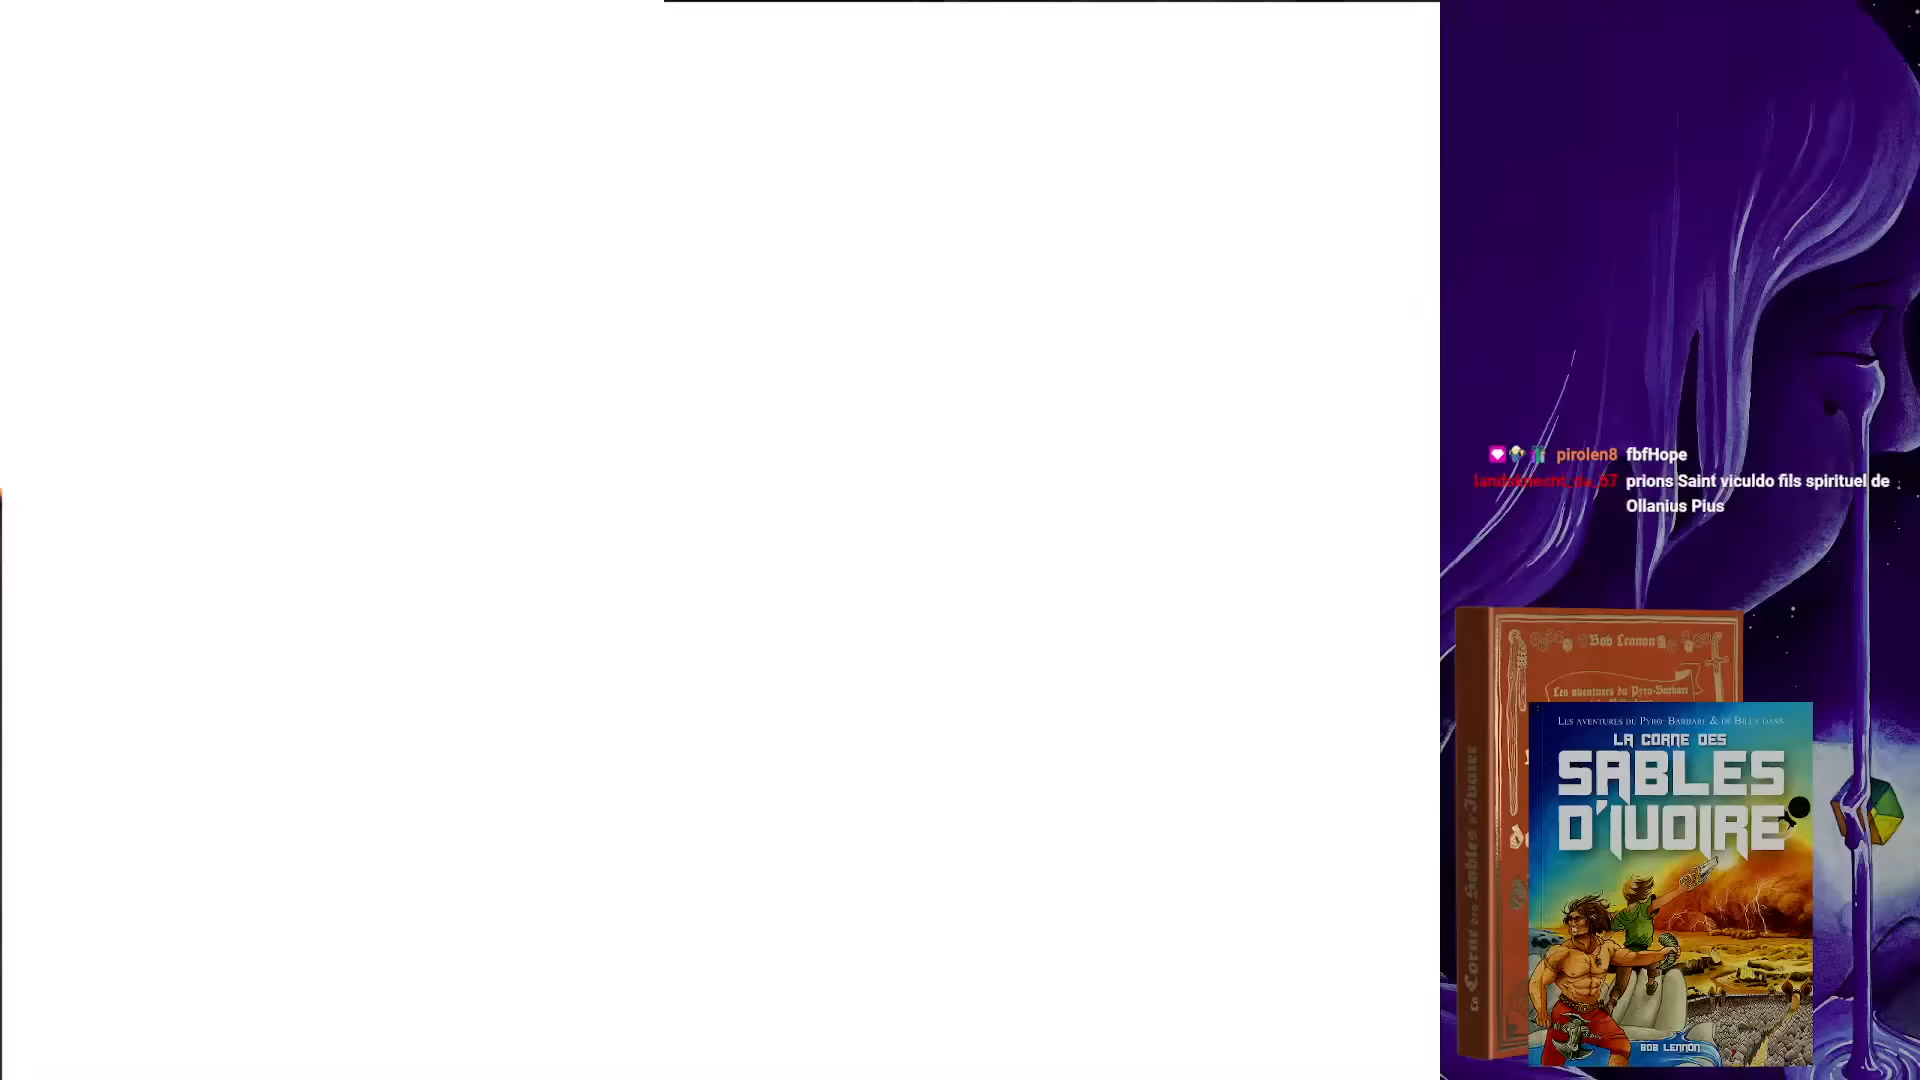 pirolen8 fbfHope
landsknecht_du_57 prions Saint viculdo fils spirituel de
Ollanius Pius
Bob Lennon
Les aventures du Pyro-Barbare
La Corne des Sables d'Ivoire
LES AVENTURES DU PYRO-BARBARE & DE BILLY DANS
LA CORNE DES
SABLES
D'IVOIRE
BOB LENNON